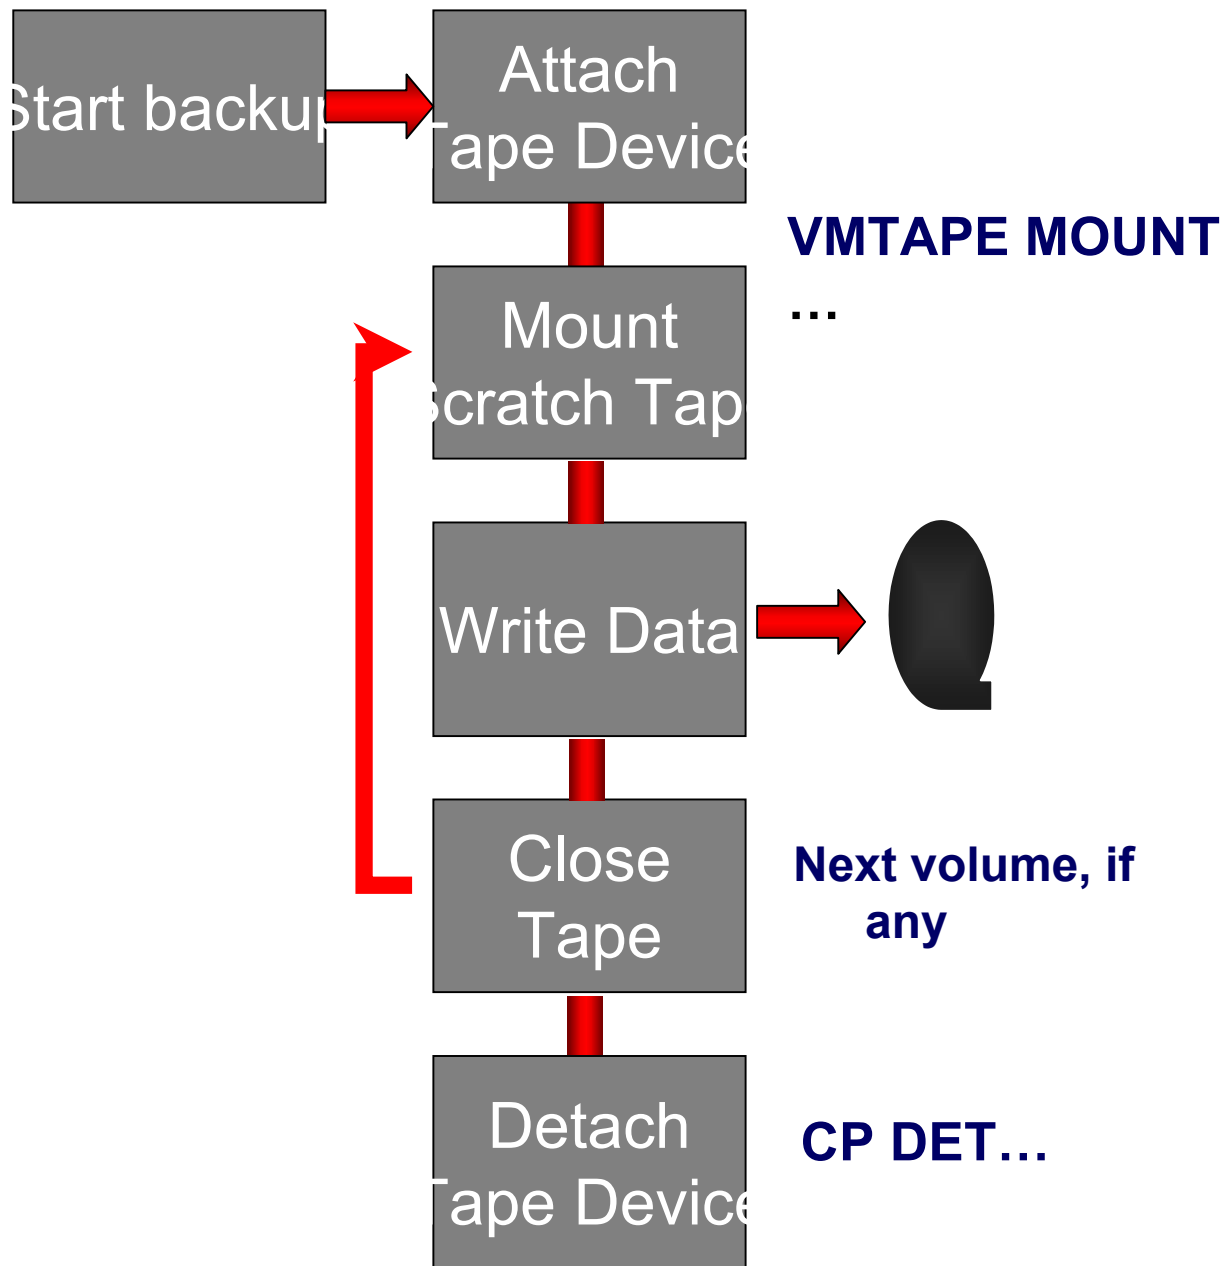 Start backup
Attach
Tape Device
VMTAPE MOUNT
…
Mount
Scratch Tape
Write Data
Close
Tape
Next volume, if
any
Detach
Tape Device
CP DET…